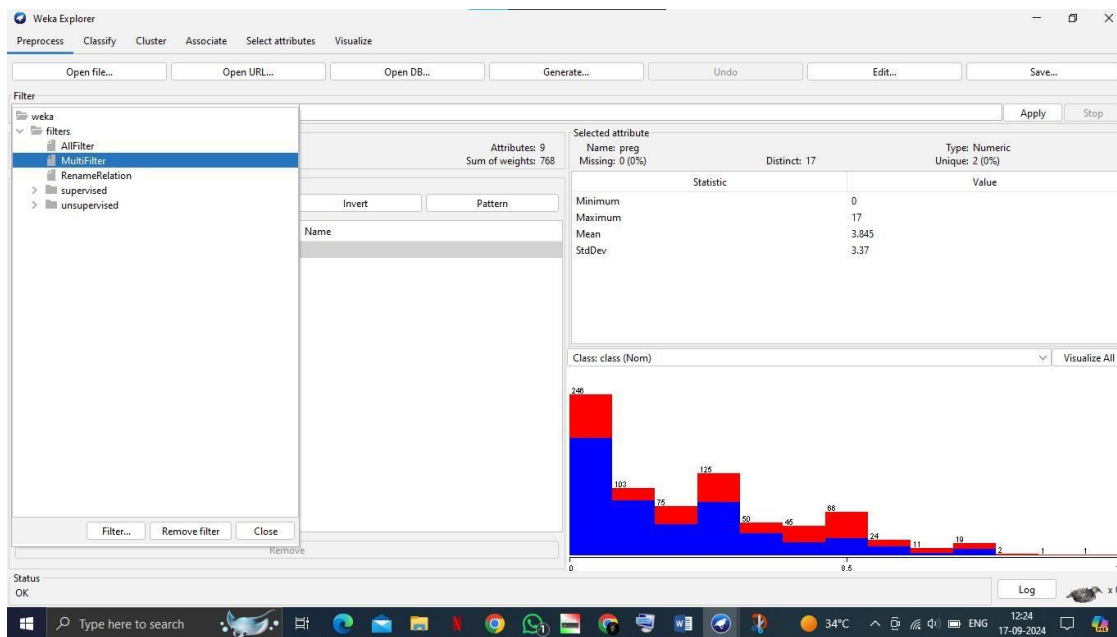 Weka Explorer
Preprocess Classify Cluster Associate Select attributes Visualize
Open file... Open URL... Open DB... Generate... Undo Edit... Save...
Filter
weka
filters
AllFilter
MultiFilter
RenameRelation
supervised
unsupervised
Filter... Remove filter Close
Apply Stop
Attributes: 9
Sum of weights: 768
Invert Pattern
Name
Remove
Selected attribute
Name: preg Type: Numeric
Missing: 0 (0%) Distinct: 17 Unique: 2 (0%)
Statistic Value
Minimum 0
Maximum 17
Mean 3.845
StdDev 3.37
Class: class (Nom) Visualize All
246
103
75
125
50
45
66
24
11
19
2
1
1
0 8.5
Status
OK
Log x
Type here to search
34°C ENG 12:24
17-09-2024